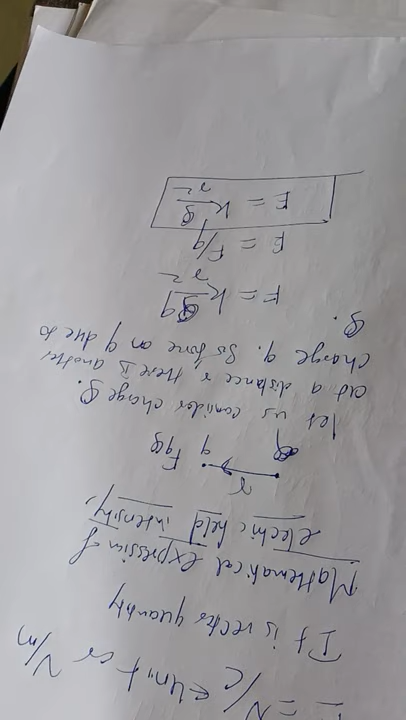 = N/C ← unit or V/m
It is vector quantity
Mathematical expression of
electric field intensity.
r
Q q FqQ
let us consider charge Q.
at a distance r there is another
charge q. So force on q due to
Q.
F = k Qq/r²
E = F/q
E = k Q/r²